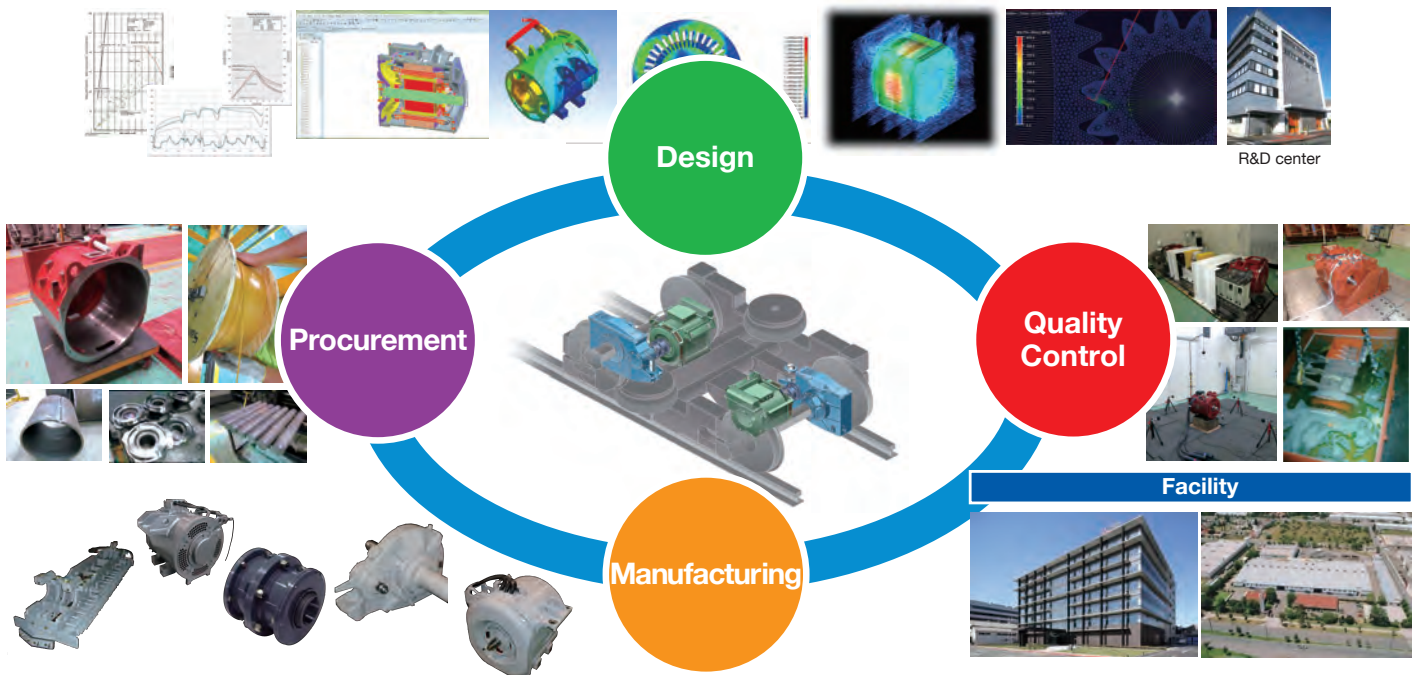 Design
R&D center
Procurement
Quality
Control
Manufacturing
Facility